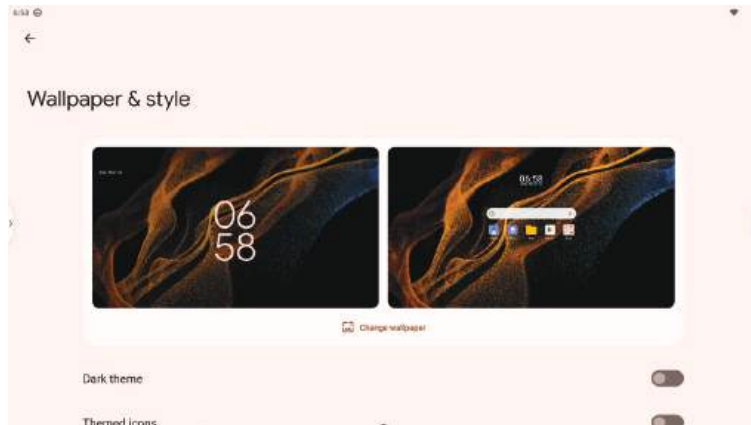 6:58
Wallpaper & style
06
58
06:58
Change wallpaper
Dark theme
Themed icons